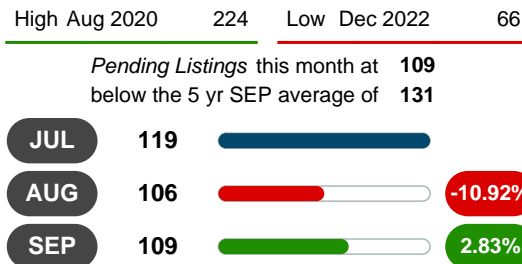 High Aug 2020 224 Low Dec 2022 66
Pending Listings this month at 109
below the 5 yr SEP average of 131
JUL 119
AUG 106 -10.92%
SEP 109 2.83%